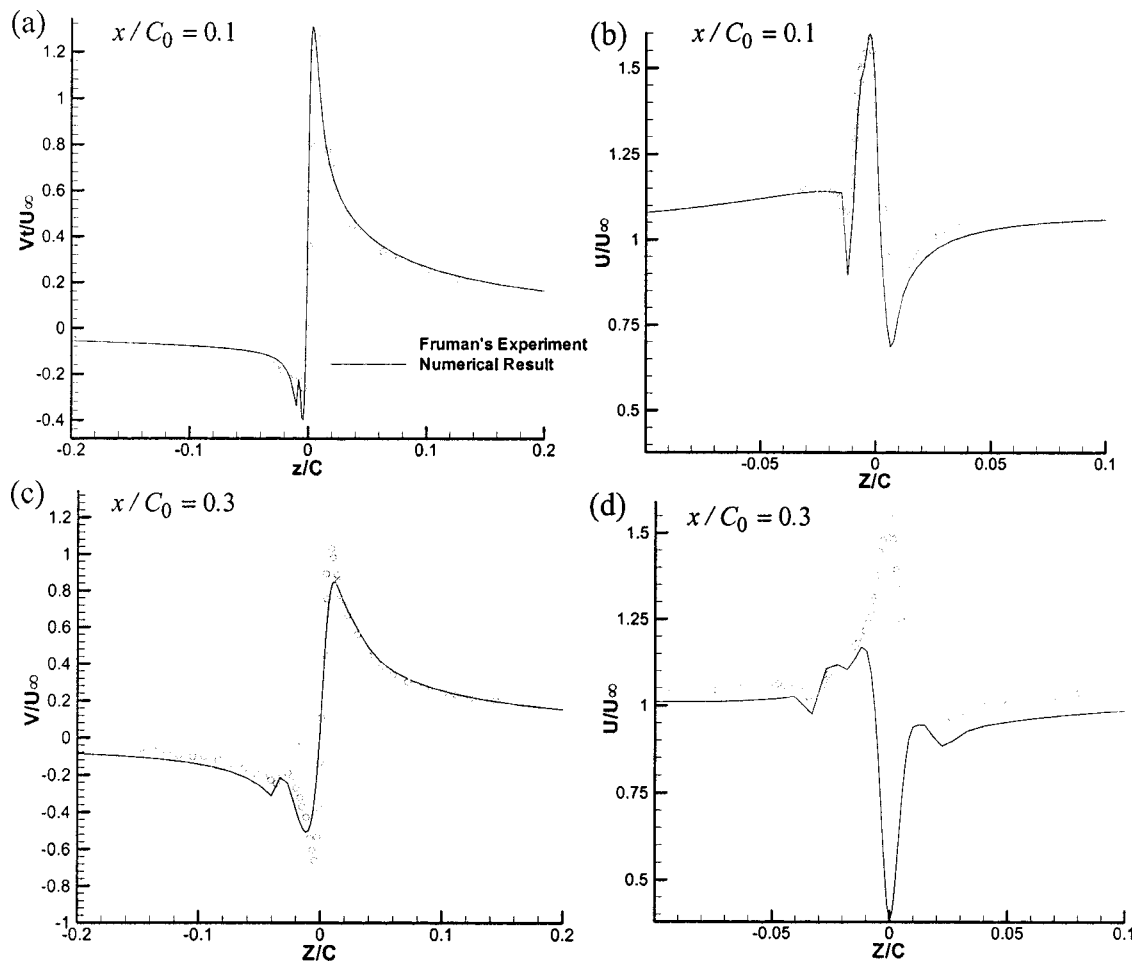 (a)
x / C0 = 0.1
1.2
1
0.8
0.6
0.4
0.2
0
-0.2
-0.4
Vt/U∞
-0.2
-0.1
0
0.1
0.2
z/C
Fruman's Experiment
Numerical Result
(b)
x / C0 = 0.1
1.5
1.25
1
0.75
0.5
U/U∞
-0.05
0
0.05
0.1
Z/C
(c)
x / C0 = 0.3
1.2
1
0.8
0.6
0.4
0.2
0
-0.2
-0.4
-0.6
-0.8
-1
V/U∞
-0.2
-0.1
0
0.1
0.2
Z/C
(d)
x / C0 = 0.3
1.5
1.25
1
0.75
0.5
U/U∞
-0.05
0
0.05
0.1
Z/C